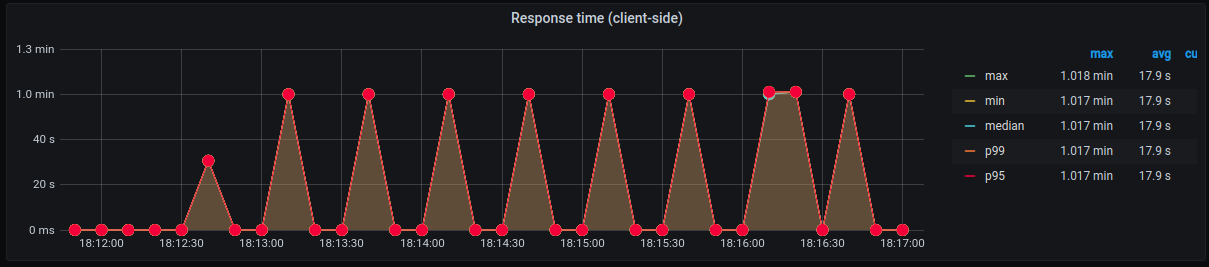 Response time (client-side)
1.3 min
1.0 min
40 s
20 s
0 ms
18:12:00 18:12:30 18:13:00 18:13:30 18:14:00 18:14:30 18:15:00 18:15:30 18:16:00 18:16:30 18:17:00
max avg cu
max 1.018 min 17.9 s
min 1.017 min 17.9 s
median 1.017 min 17.9 s
p99 1.017 min 17.9 s
p95 1.017 min 17.9 s